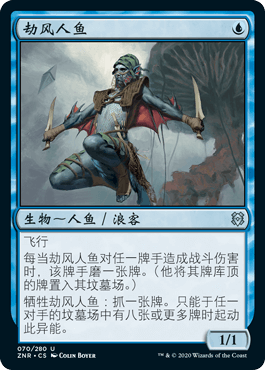 劫风人鱼
生物～人鱼／浪客
飞行
每当劫风人鱼对任一牌手造成战斗伤害
时，该牌手磨一张牌。（他将其牌库顶
的牌置入其坟墓场。）
牺牲劫风人鱼：抓一张牌。只能于任一
对手的坟墓场中有八张或更多牌时起动
此异能。
1/1
070/280 U
ZNR • CS COLIN BOYER
™ & © 2020 Wizards of the Coast